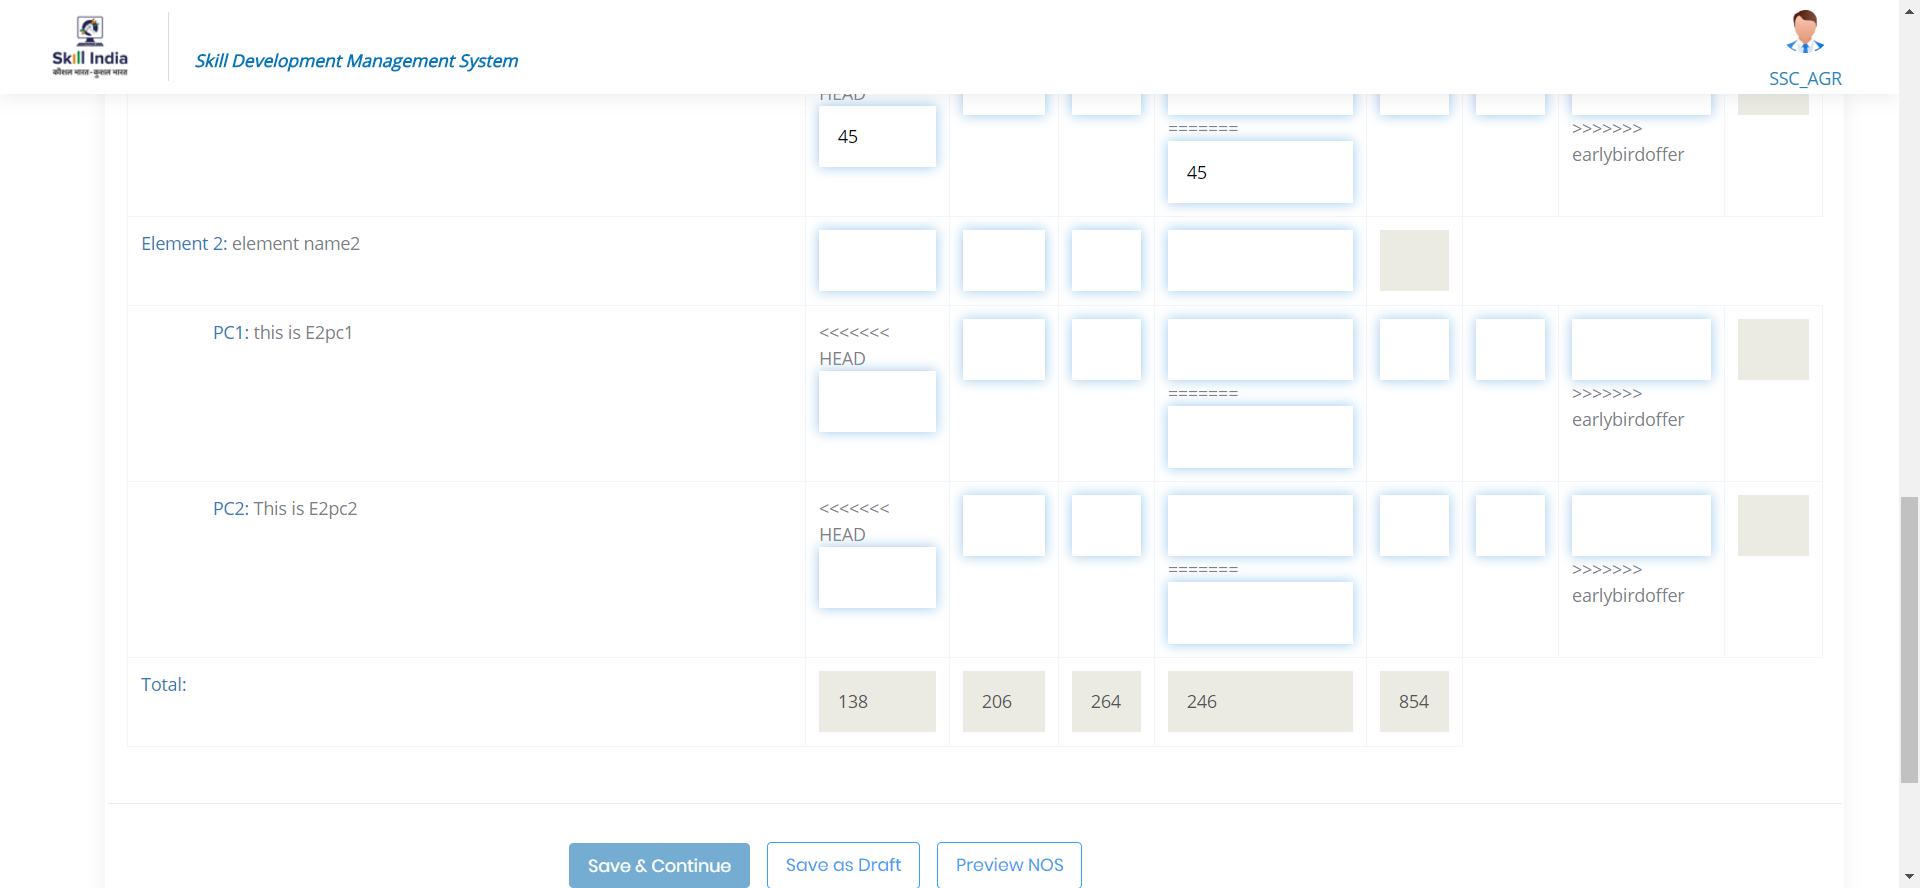 Skill India
कौशल भारत-कुशल भारत
Skill Development Management System
SSC_AGR
HEAD
45
=======
45
>>>>>>>
earlybirdoffer
Element 2: element name2
PC1: this is E2pc1
<<<<<<<
HEAD
=======
>>>>>>>
earlybirdoffer
PC2: This is E2pc2
<<<<<<<
HEAD
=======
>>>>>>>
earlybirdoffer
Total:
138
206
264
246
854
Save & Continue
Save as Draft
Preview NOS